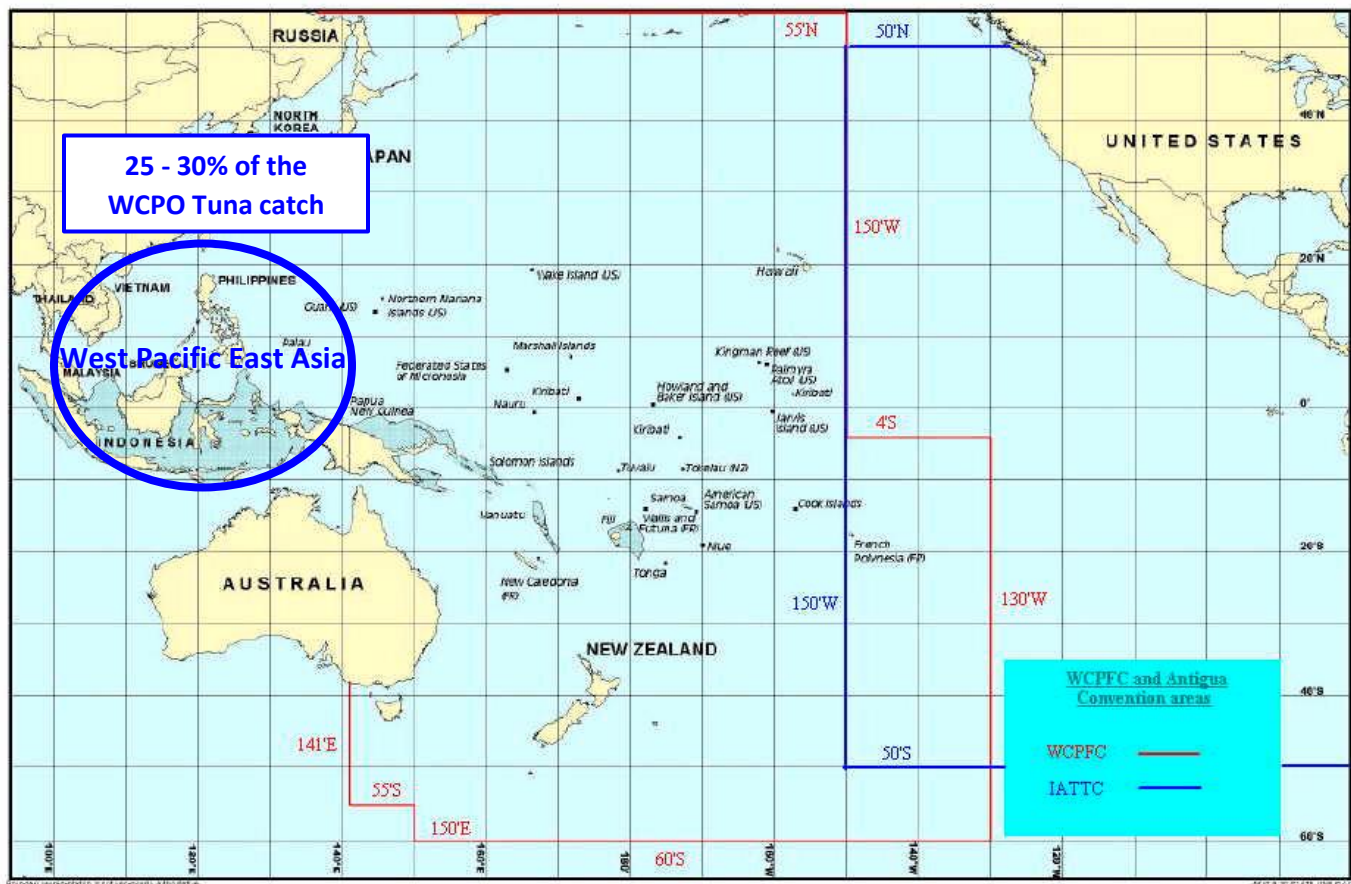 RUSSIA
55'N
50'N
NORTH
KOREA
40'N
UNITED STATES
APAN
25 - 30% of the
WCPO Tuna catch
150'W
20'N
Wake Island (US)
Hawaii
PHILIPPINES
VIETNAM
THAILAND
Guam (US)
Northern Mariana
Islands (US)
Palau
West Pacific East Asia
MALAYSIA
Marshall Islands
Kingman Reef (US)
Palmyra
Atoll (US)
Federated States
of Micronesia
Kiribati
Howland and
Baker Island (US)
Kiribati
Papua
New Guinea
Nauru
0'
Jarvis
Island (US)
4'S
Kiribati
INDONESIA
Solomon Islands
Tuvalu
Tokelau (NZ)
Samoa
American
Samoa (US)
Cook Islands
Vanuatu
Fiji
Wallis and
Futuna (FR)
Niue
French
Polynesia (FR)
20'S
Tonga
New Caledonia
(FR)
AUSTRALIA
150'W
130'W
NEW ZEALAND
WCPFC and Antigua
Convention areas
40'S
141'E
50'S
WCPFC
IATTC
55'S
150'E
60'S
60'S
100'E
120'E
140'E
160'E
180'
160'W
140'W
120'W